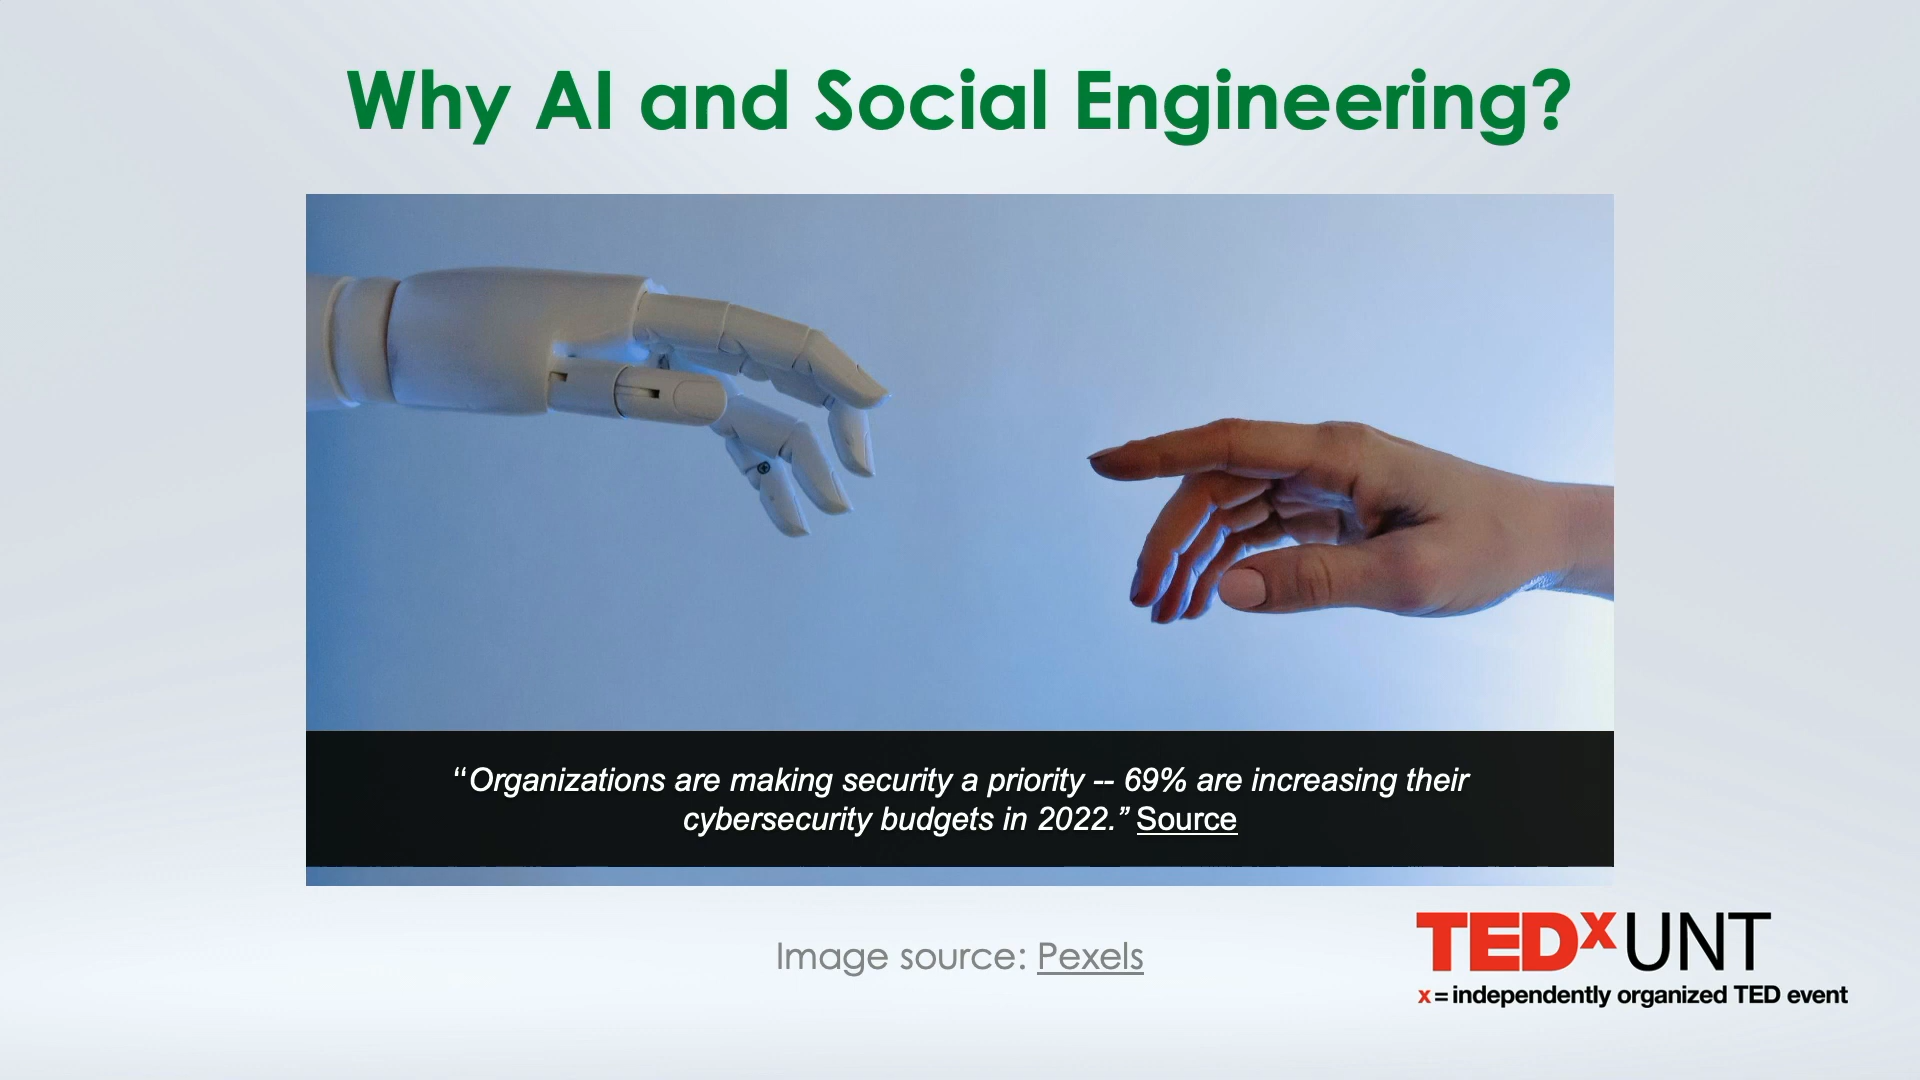 Why AI and Social Engineering?
“Organizations are making security a priority -- 69% are increasing their
cybersecurity budgets in 2022.” Source
Image source: Pexels
TEDxUNT
x = independently organized TED event